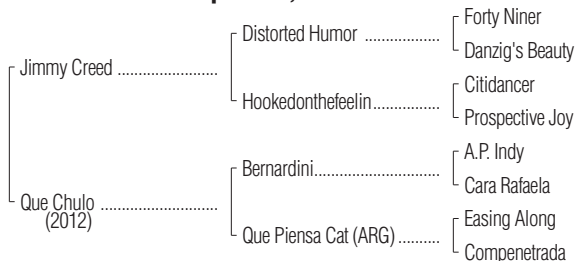 Jimmy Creed ........................
Distorted Humor ..................
Forty Niner
Danzig's Beauty
Hookedonthefeelin................
Citidancer
Prospective Joy
Que Chulo ............................
(2012)
Bernardini..............................
A.P. Indy
Cara Rafaela
Que Piensa Cat (ARG) ..........
Easing Along
Compenetrada